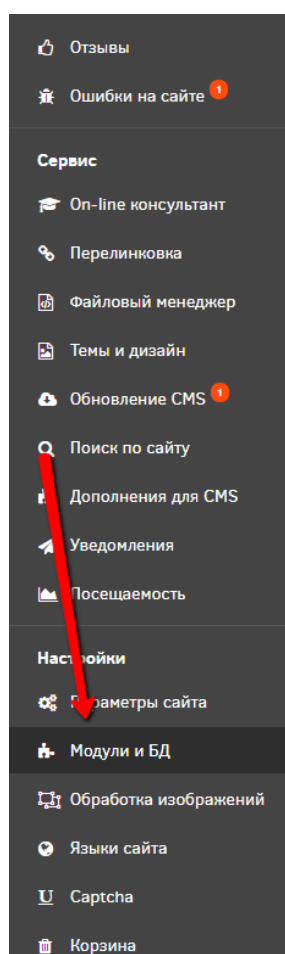 Отзывы
Ошибки на сайте 1
Сервис
On-line консультант
Перелинковка
Файловый менеджер
Темы и дизайн
Обновление CMS 1
Поиск по сайту
Дополнения для CMS
Уведомления
Посещаемость
Настройки
Параметры сайта
Модули и БД
Обработка изображений
Языки сайта
U Captcha
Корзина